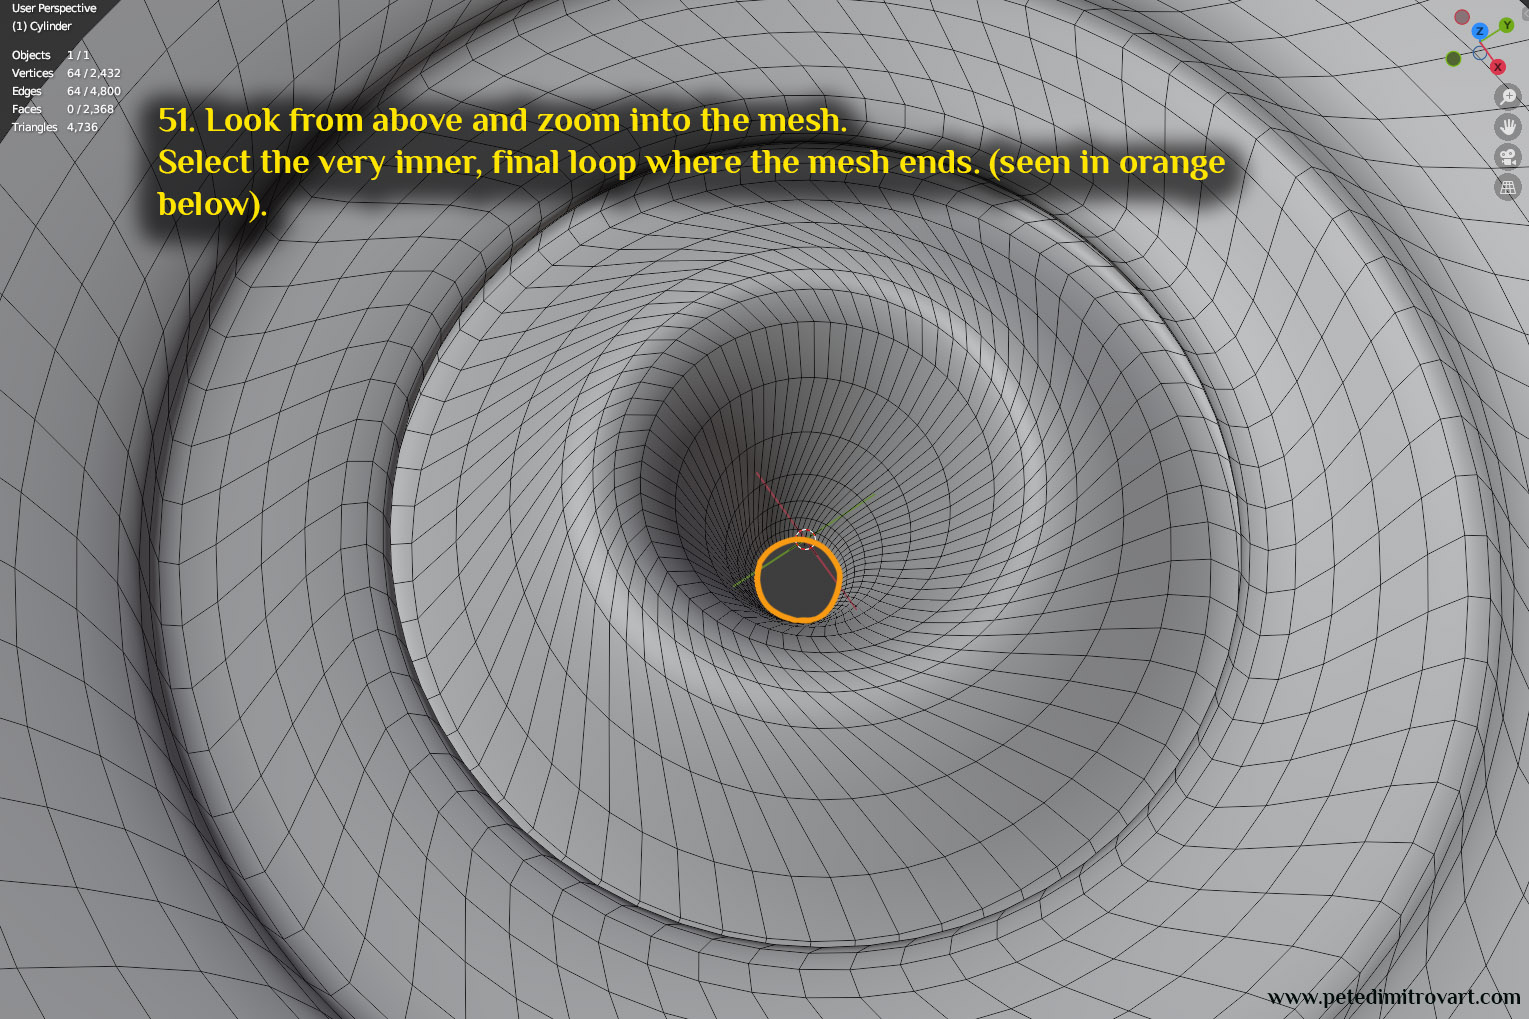 User Perspective
(1) Cylinder
Objects 1 / 1
Vertices 64 / 2,432
Edges 64 / 4,800
Faces 0 / 2,368
Triangles 4,736
51. Look from above and zoom into the mesh.
Select the very inner, final loop where the mesh ends. (seen in orange
below).
Y
Z
X
www.petedimitrovart.com